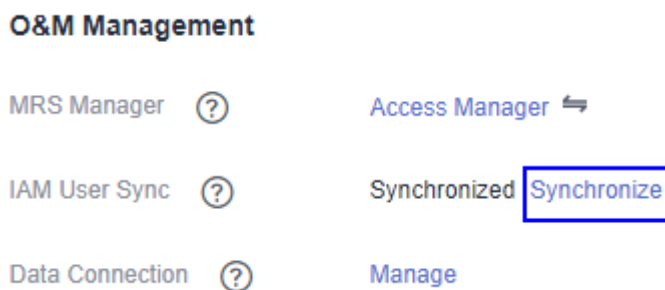 O&M Management
MRS Manager ? Access Manager
IAM User Sync ? Synchronized Synchronize
Data Connection ? Manage